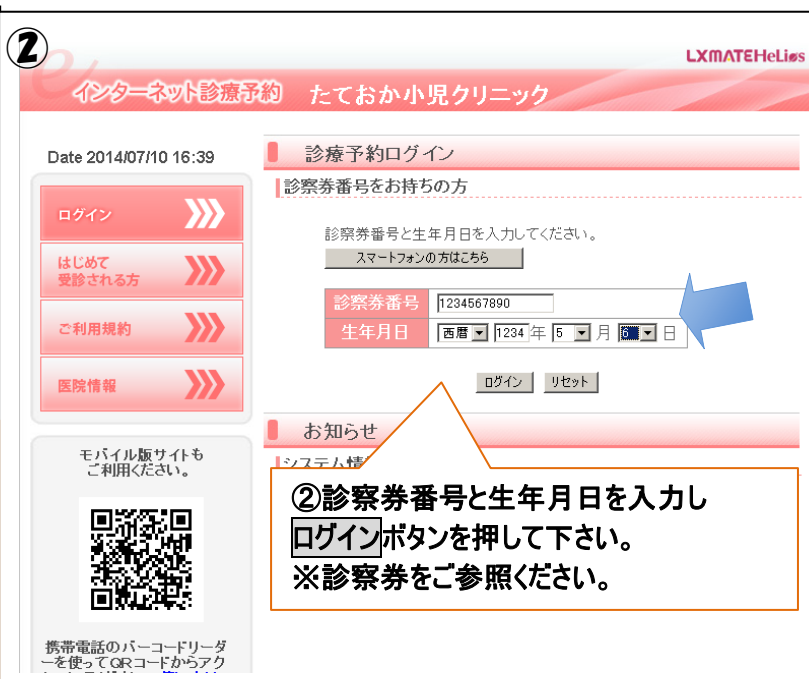 ②
LXMATEHeLiOS
インターネット診療予約 たておか小児クリニック
Date 2014/07/10 16:39
ログイン
はじめて
受診される方
ご利用規約
医院情報
モバイル版サイトも
ご利用ください。
携帯電話のバーコードリーダ
ーを使ってQRコードからアク
診療予約ログイン
診察券番号をお持ちの方
診察券番号と生年月日を入力してください。
スマートフォンの方はこちら
診察券番号 1234567890
生年月日 西暦 1234 年 5 月 6 日
ログイン リセット
お知らせ
システム情
②診察券番号と生年月日を入力し
ログインボタンを押して下さい。
※診察券をご参照ください。